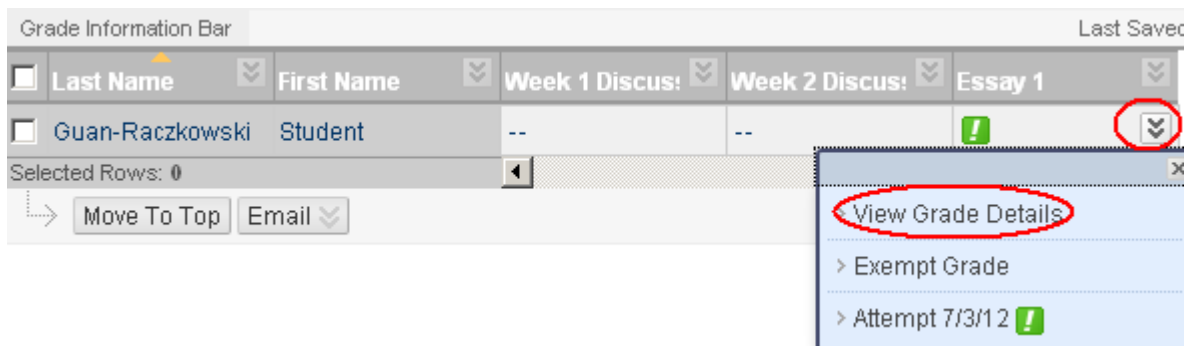 Grade Information Bar Last Saved
Last Name First Name Week 1 Discus: Week 2 Discus: Essay 1
Guan-Raczkowski Student -- -- !
Selected Rows: 0
Move To Top Email
> View Grade Details
> Exempt Grade
> Attempt 7/3/12 !